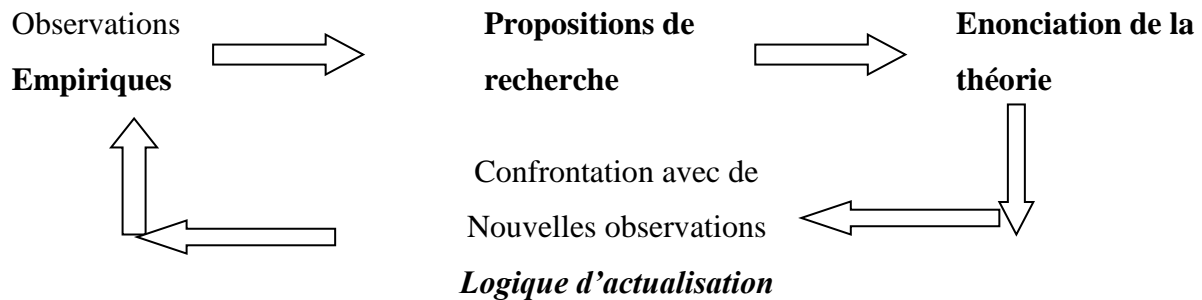 Observations
Empiriques
Propositions de
recherche
Enonciation de la
théorie
Confrontation avec de
Nouvelles observations
Logique d'actualisation